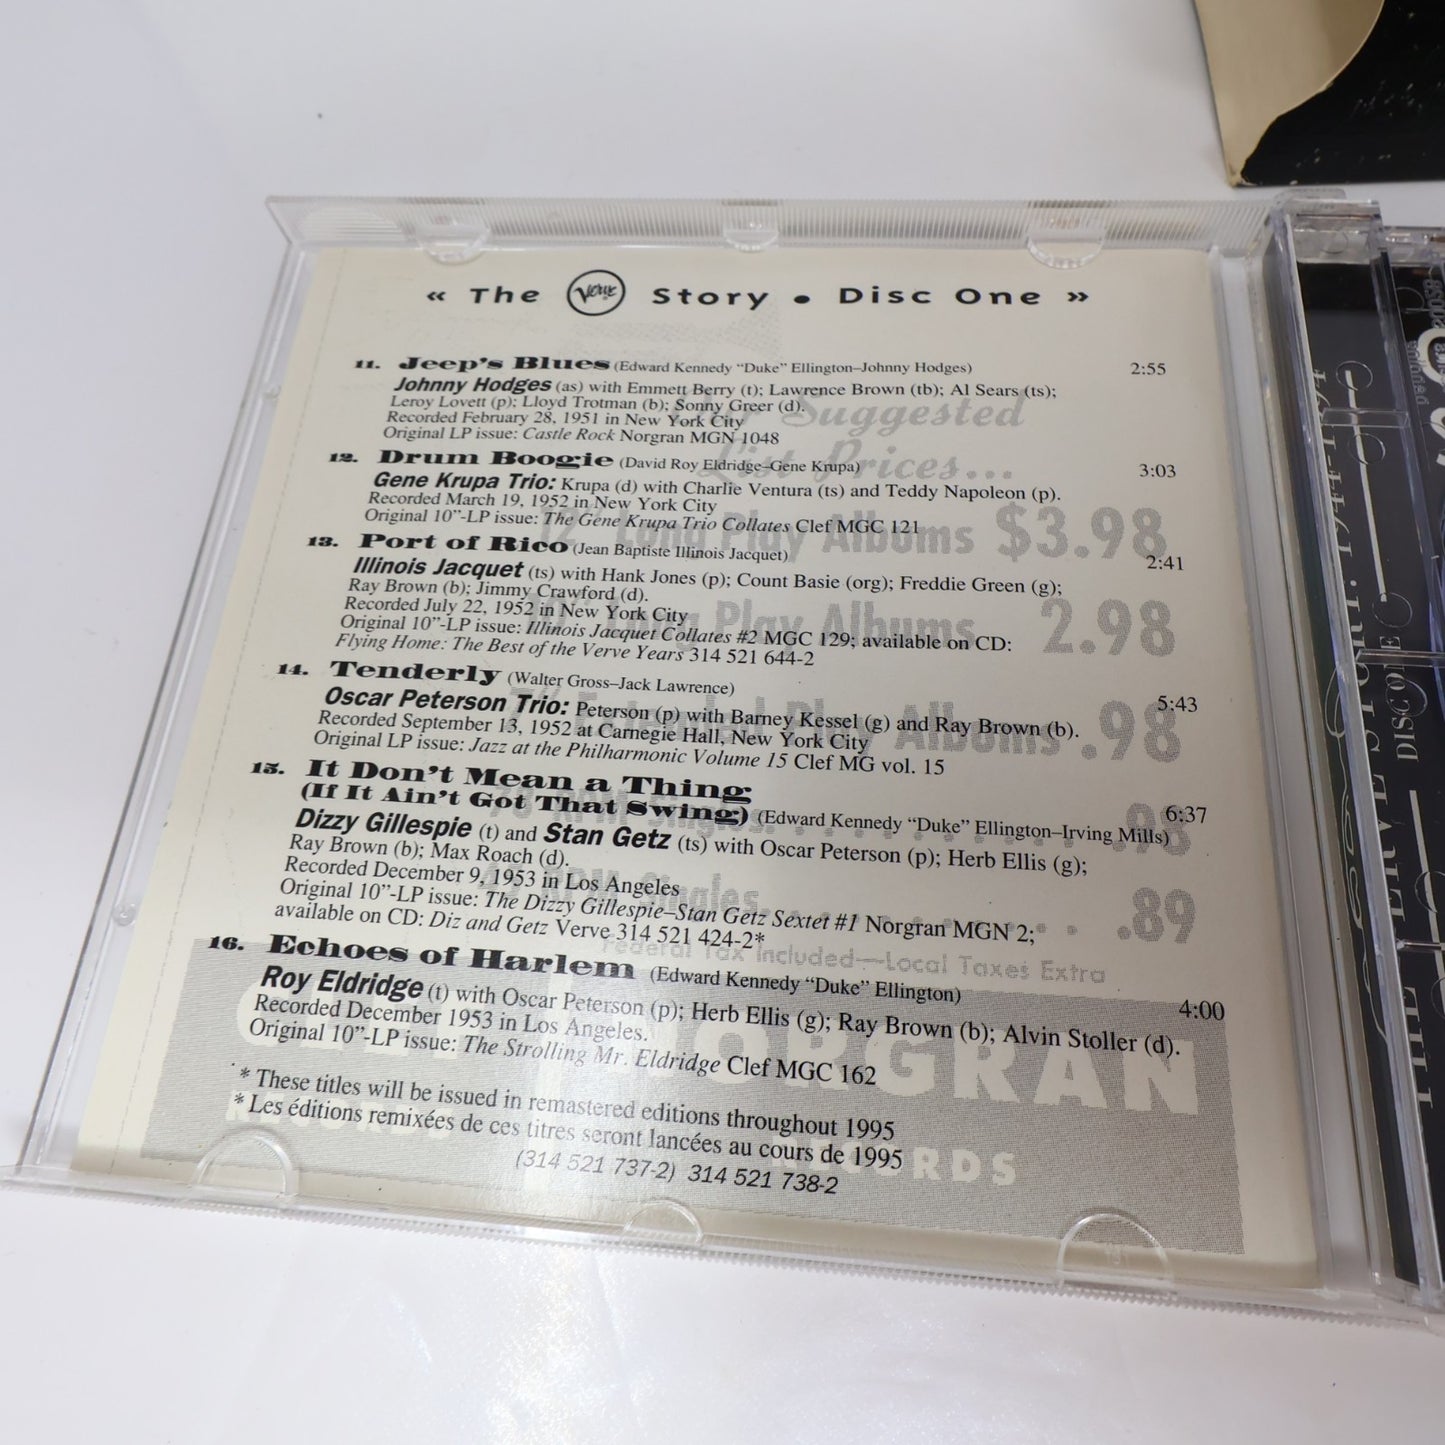 « The Verve Story • Disc One »
11. Jeep's Blues (Edward Kennedy “Duke” Ellington–Johnny Hodges) 2:55
Johnny Hodges (as) with Emmett Berry (t); Lawrence Brown (tb); Al Sears (ts);
Leroy Lovett (p); Lloyd Trotman (b); Sonny Greer (d).
Recorded February 28, 1951 in New York City
Original LP issue: Castle Rock Norgran MGN 1048
12. Drum Boogie (David Roy Eldridge–Gene Krupa) 3:03
Gene Krupa Trio: Krupa (d) with Charlie Ventura (ts) and Teddy Napoleon (p).
Recorded March 19, 1952 in New York City
Original 10”-LP issue: The Gene Krupa Trio Collates Clef MGC 121
13. Port of Rico (Jean Baptiste Illinois Jacquet) 2:41
Illinois Jacquet (ts) with Hank Jones (p); Count Basie (org); Freddie Green (g);
Ray Brown (b); Jimmy Crawford (d).
Recorded July 22, 1952 in New York City
Original 10”-LP issue: Illinois Jacquet Collates #2 MGC 129; available on CD:
Flying Home: The Best of the Verve Years 314 521 644-2
14. Tenderly (Walter Gross–Jack Lawrence) 5:43
Oscar Peterson Trio: Peterson (p) with Barney Kessel (g) and Ray Brown (b).
Recorded September 13, 1952 at Carnegie Hall, New York City
Original LP issue: Jazz at the Philharmonic Volume 15 Clef MG vol. 15
15. It Don't Mean a Thing
(If It Ain't Got That Swing) (Edward Kennedy “Duke” Ellington–Irving Mills) 6:37
Dizzy Gillespie (t) and Stan Getz (ts) with Oscar Peterson (p); Herb Ellis (g);
Ray Brown (b); Max Roach (d).
Recorded December 9, 1953 in Los Angeles
Original 10”-LP issue: The Dizzy Gillespie–Stan Getz Sextet #1 Norgran MGN 2;
available on CD: Diz and Getz Verve 314 521 424-2*
16. Echoes of Harlem (Edward Kennedy “Duke” Ellington) 4:00
Roy Eldridge (t) with Oscar Peterson (p); Herb Ellis (g); Ray Brown (b); Alvin Stoller (d).
Recorded December 1953 in Los Angeles.
Original 10”-LP issue: The Strolling Mr. Eldridge Clef MGC 162
* These titles will be issued in remastered editions throughout 1995
* Les éditions remixées de ces titres seront lancées au cours de 1995
(314 521 737-2) 314 521 738-2
Suggested
List Prices...
12" Long Play Albums $3.98
10" Long Play Albums 2.98
7" Extended Play Albums .98
78 RPM Singles .98
45 RPM Singles .89
Federal Tax Included—Local Taxes Extra
NORGRAN
RECORDS
THE VERVE STORY: 1944-1994
DISC ONE